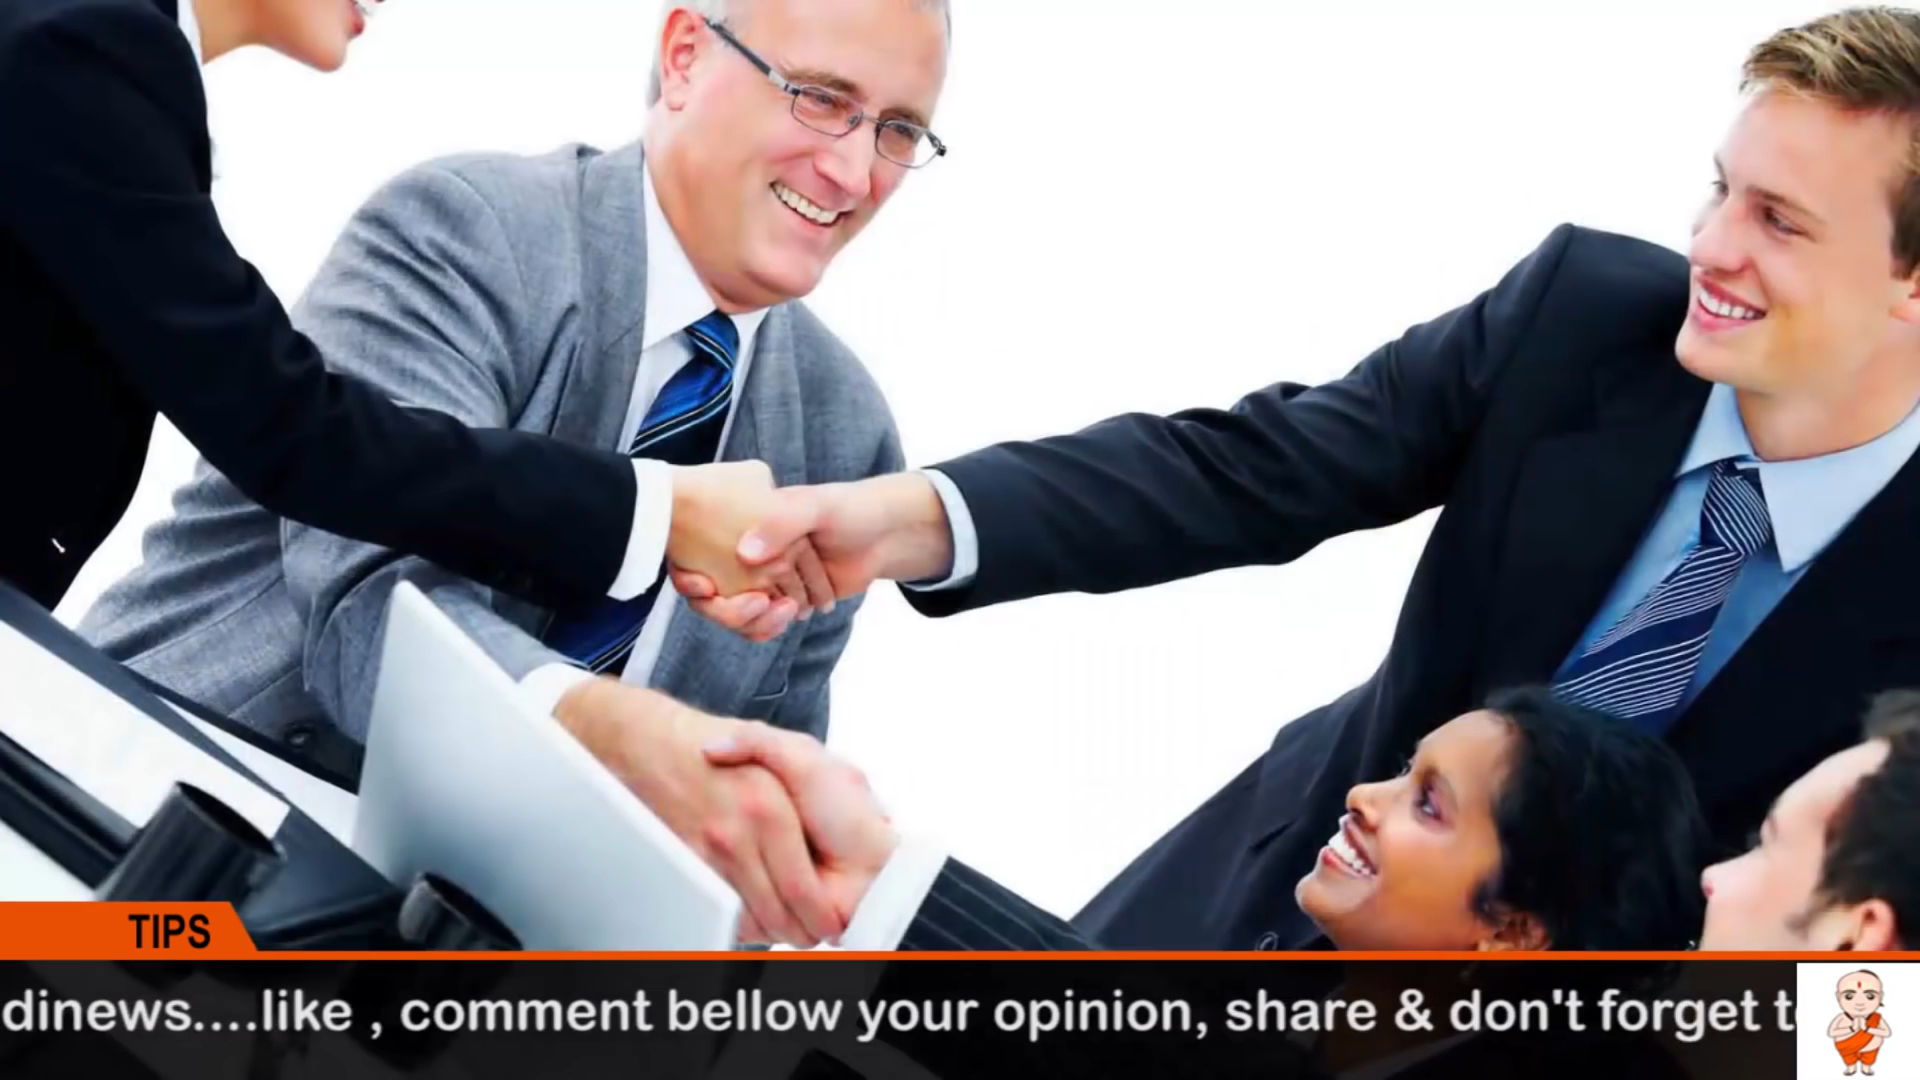 TIPS
dinews....like , comment bellow your opinion, share & don't forget